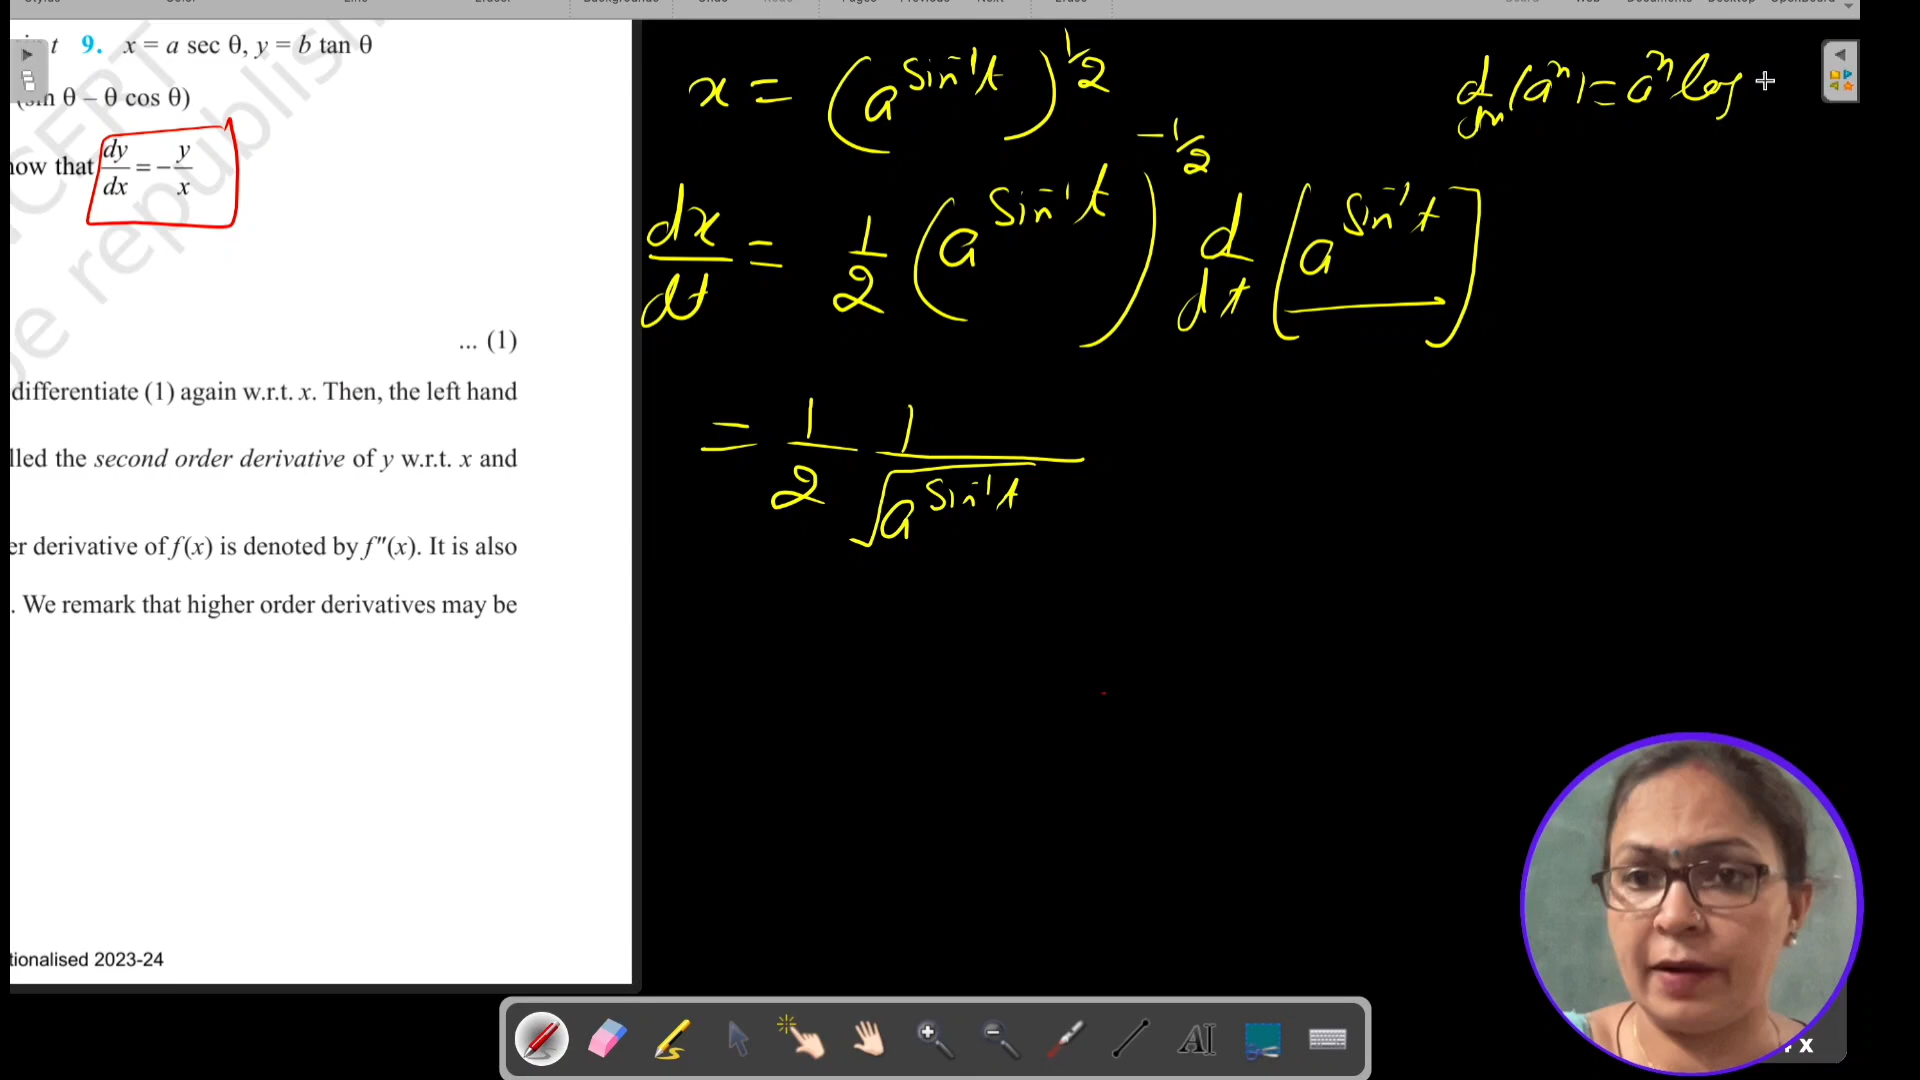 t 9. x = a sec θ, y = b tan θ
(sin θ – θ cos θ)
now that dy/dx = – y/x
... (1)
differentiate (1) again w.r.t. x. Then, the left hand
lled the second order derivative of y w.r.t. x and
er derivative of f(x) is denoted by f″(x). It is also
. We remark that higher order derivatives may be
tionalised 2023-24
be republish
x = (a^{sin⁻¹t})^{1/2}
d/dx (a^x) = a^x log
dx/dt = 1/2 (a^{sin⁻¹t})^{-1/2} d/dt [a^{sin⁻¹t}]
= 1/2 1/√(a^{sin⁻¹t})